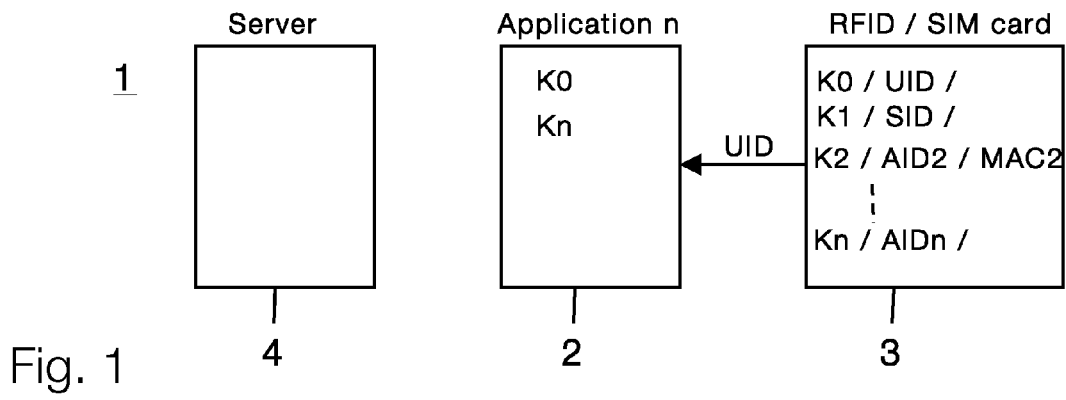 Server
Application n
RFID / SIM card
1
K0
Kn
K0 / UID /
K1 / SID /
K2 / AID2 / MAC2
Kn / AIDn /
UID
4
2
3
Fig. 1